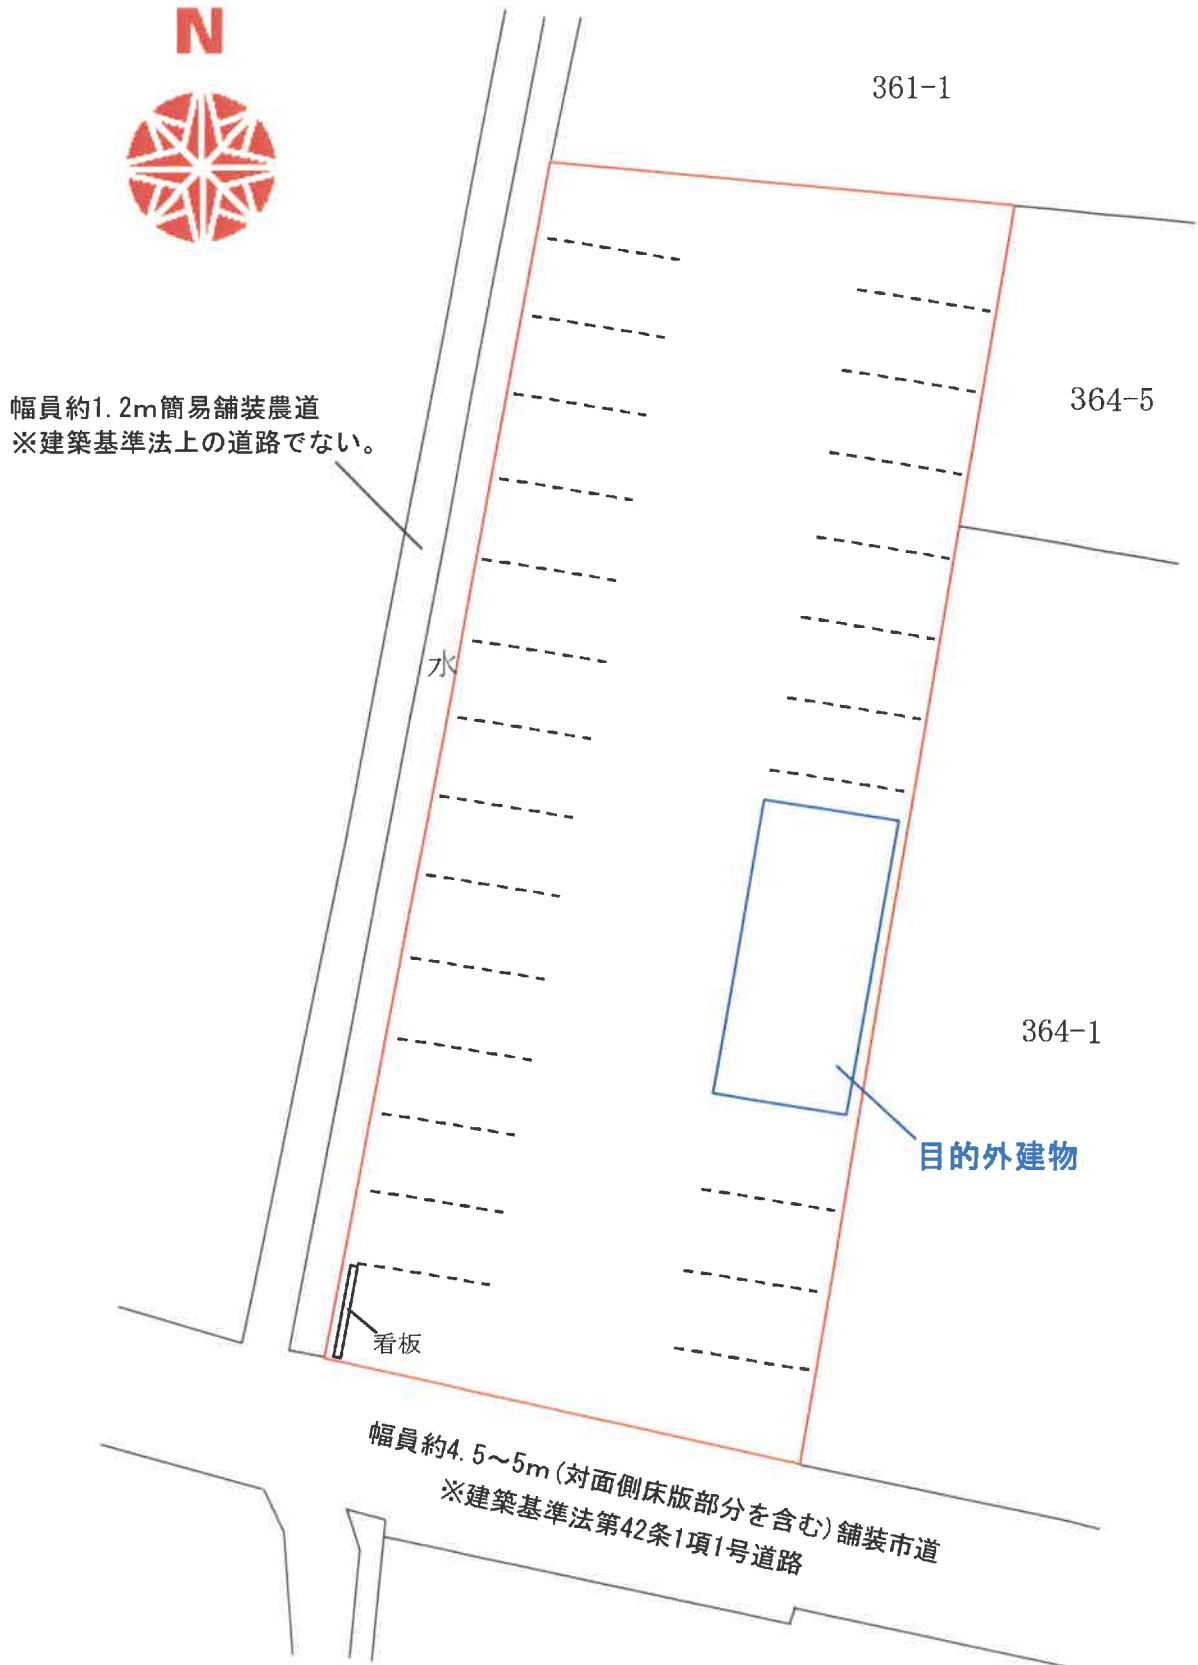 N
361-1
幅員約1.2m簡易舗装農道
※建築基準法上の道路でない。
364-5
水
364-1
目的外建物
看板
幅員約4.5～5m(対面側床版部分を含む)舗装市道
※建築基準法第42条1項1号道路